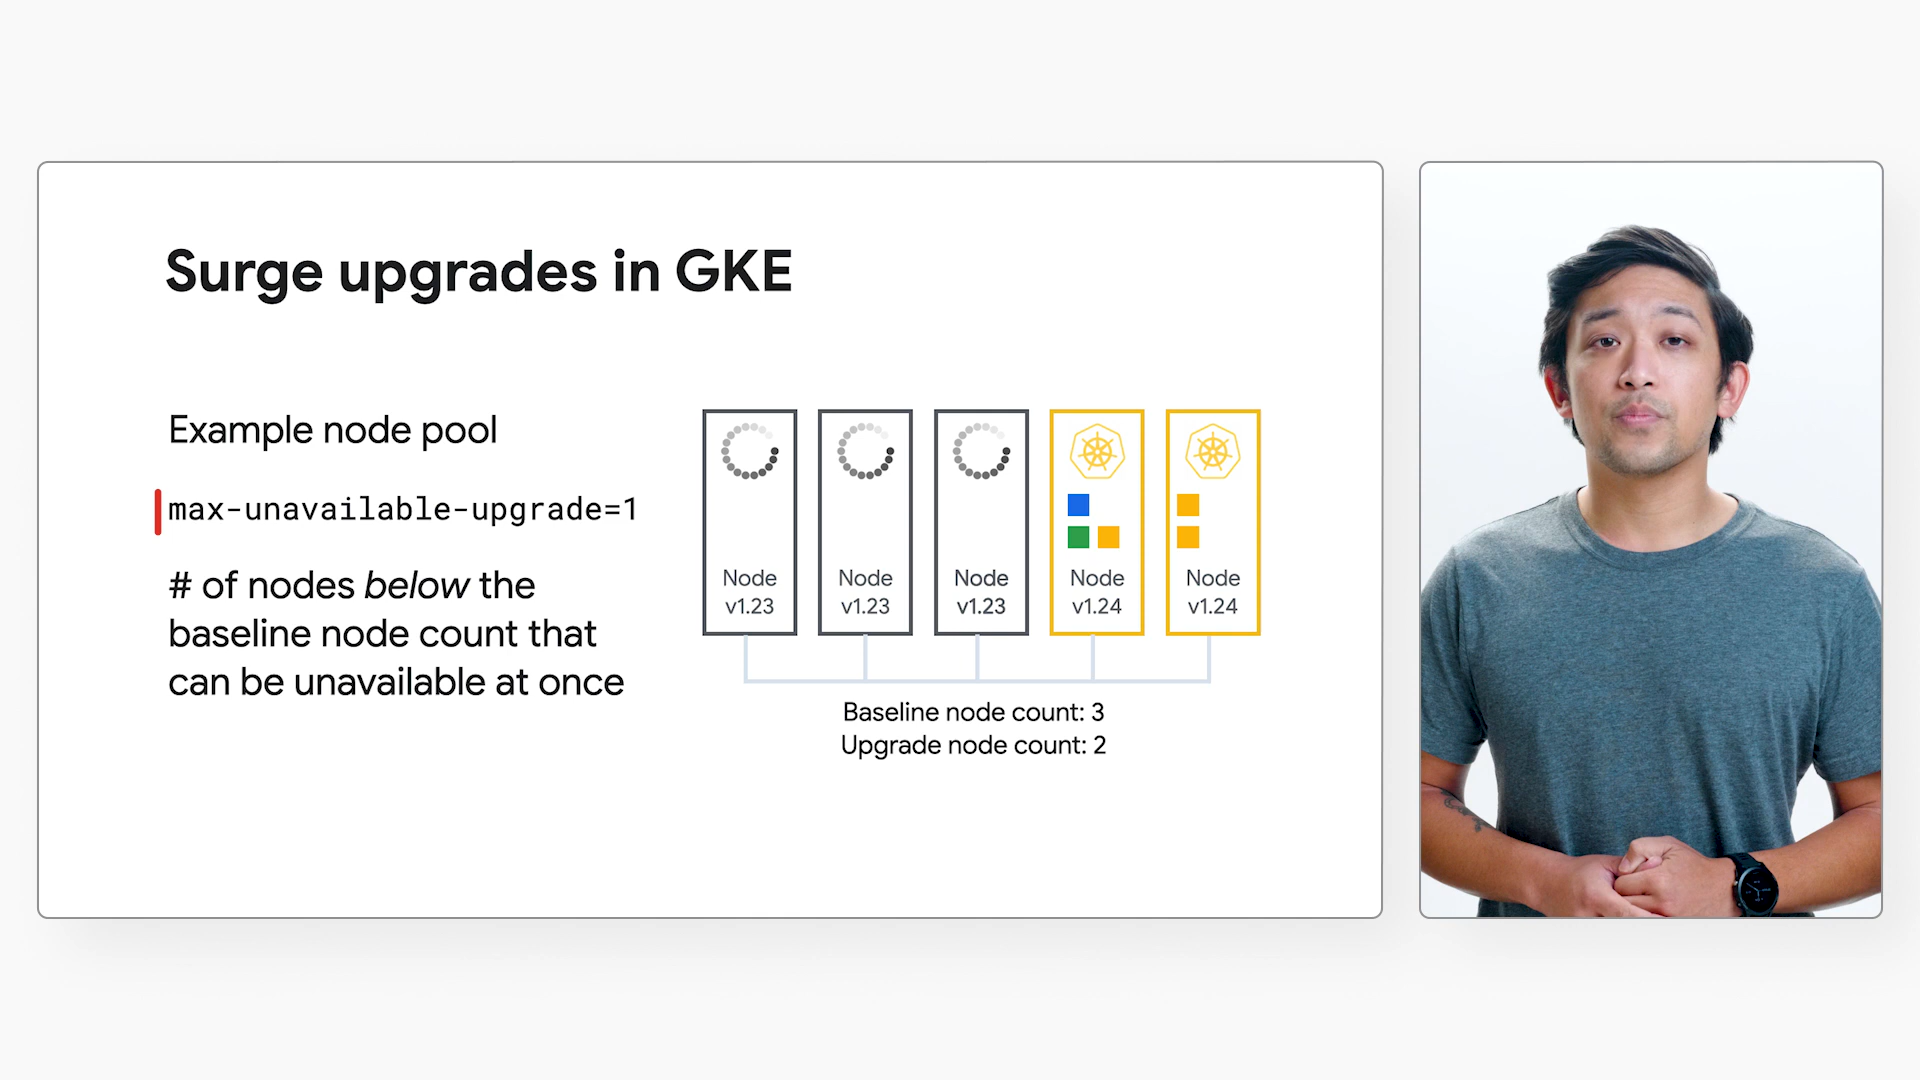 Surge upgrades in GKE
Example node pool
max-unavailable-upgrade=1
# of nodes below the
baseline node count that
can be unavailable at once
Node
v1.23
Node
v1.23
Node
v1.23
Node
v1.24
Node
v1.24
Baseline node count: 3
Upgrade node count: 2